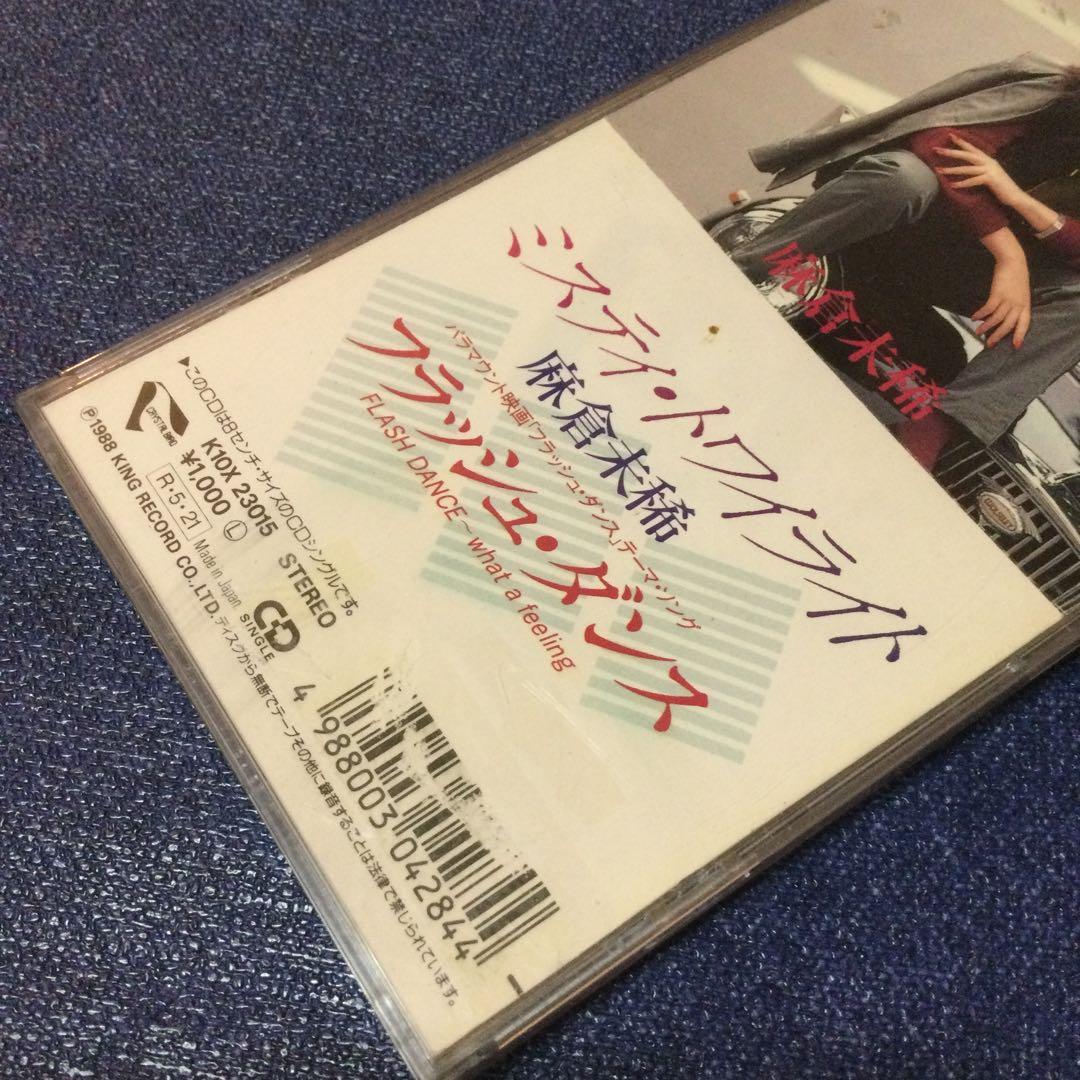 麻倉未稀
ミスティ・トワイライト
麻倉未稀
パラマウント映画「フラッシュ・ダンス」テーマ・ソング
フラッシュ・ダンス
FLASH DANCE〜what a feeling
▶このCDは8センチ・サイズのCDシングルです。
CRYSTAL BIRD
K10X 23015
STEREO
¥1,000 Ⓛ
CD
SINGLE
R・5・21
Made in Japan
Ⓟ1988 KING RECORD CO.,LTD. ディスクから無断でテープその他に録音することは法律で禁じられています。
4 988003 042844